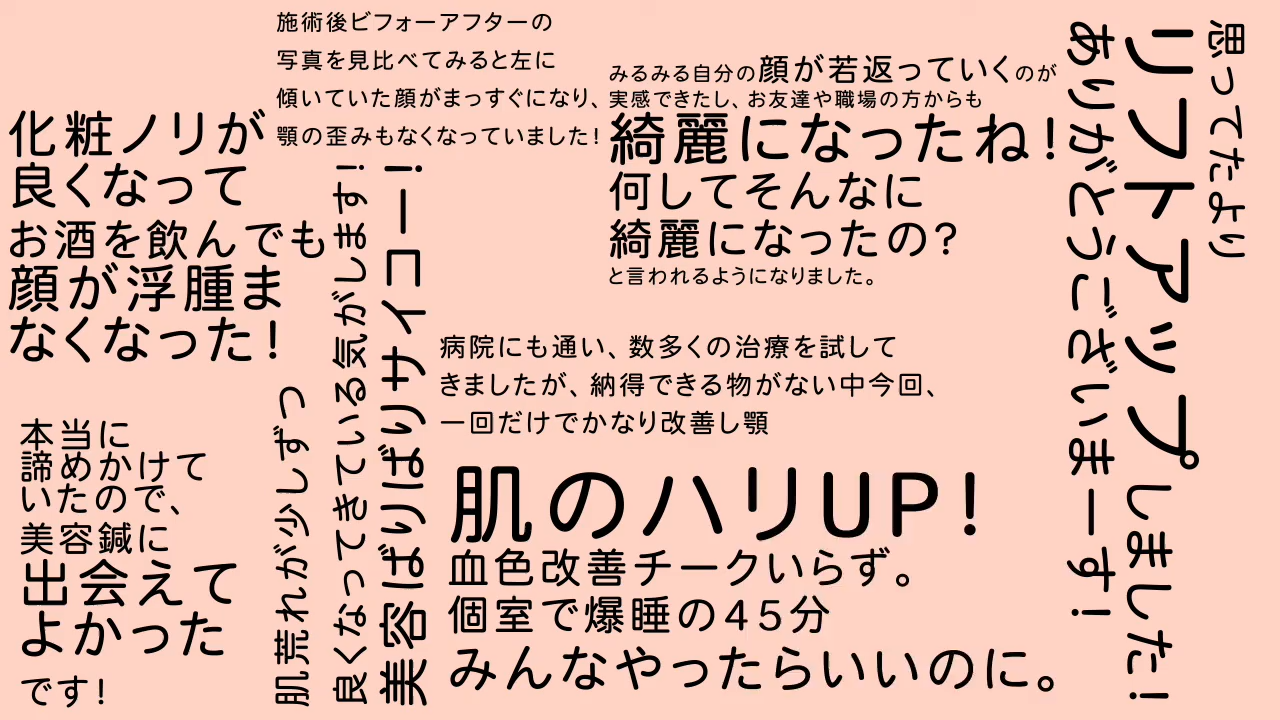 施術後ビフォーアフターの
写真を見比べてみると左に
傾いていた顔がまっすぐになり、
顎の歪みもなくなっていました!
みるみる自分の顔が若返っていくのが
実感できたし、お友達や職場の方からも
綺麗になったね!
何してそんなに
綺麗になったの?
と言われるようになりました。
思ってたより
リフトアップしました!
ありがとうございまーす!
化粧ノリが
良くなって
お酒を飲んでも
顔が浮腫ま
なくなった!
病院にも通い、数多くの治療を試して
きましたが、納得できる物がない中今回、
一回だけでかなり改善し顎
本当に
諦めかけて
いたので、
美容鍼に
出会えて
よかった
です!
肌荒れが少しずつ
良くなってきている気がします!
美容ばりばりサイコー!
肌のハリUP!
血色改善チークいらず。
個室で爆睡の45分
みんなやったらいいのに。